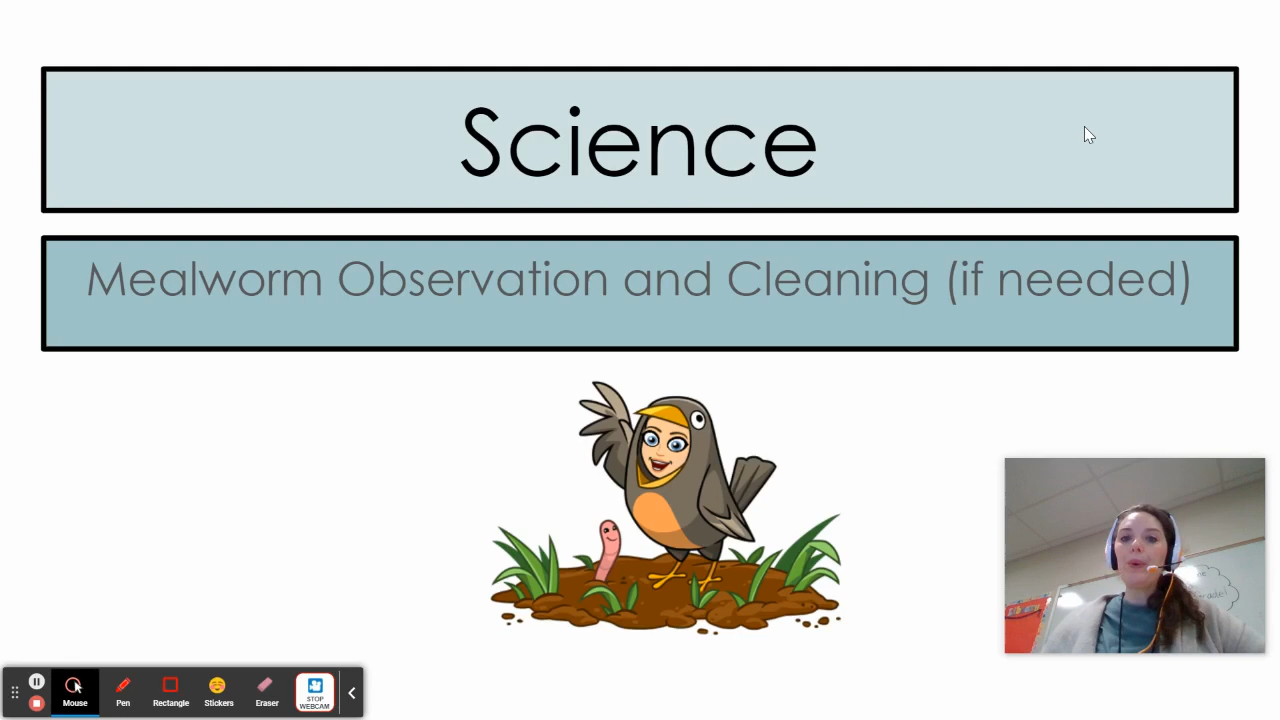 Science
Mealworm Observation and Cleaning (if needed)
Mouse
Pen
Rectangle
Stickers
Eraser
STOP
WEBCAM